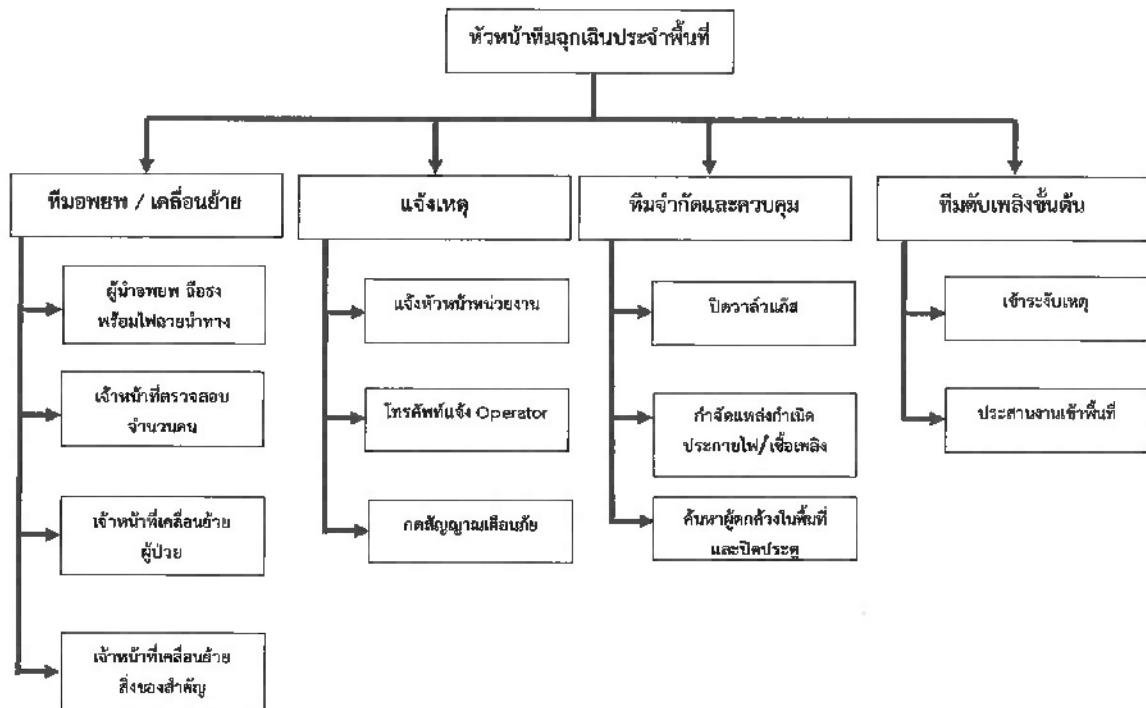 หัวหน้าทีมฉุกเฉินประจำพื้นที่
ทีมอพยพ / เคลื่อนย้าย
แจ้งเหตุ
ทีมจำกัดและควบคุม
ทีมดับเพลิงขั้นต้น
ผู้นำอพยพ ถือธง
พร้อมไฟฉายนำทาง
เจ้าหน้าที่ตรวจสอบ
จำนวนคน
เจ้าหน้าที่เคลื่อนย้าย
ผู้ป่วย
เจ้าหน้าที่เคลื่อนย้าย
สิ่งของสำคัญ
แจ้งหัวหน้าหน่วยงาน
โทรศัพท์แจ้ง Operator
กดสัญญาณเตือนภัย
ปิดวาล์วแก๊ส
กำจัดแหล่งกำเนิด
ประกายไฟ/เชื้อเพลิง
ค้นหาผู้ตกค้างในพื้นที่
และปิดประตู
เข้าระงับเหตุ
ประสานงานเข้าพื้นที่